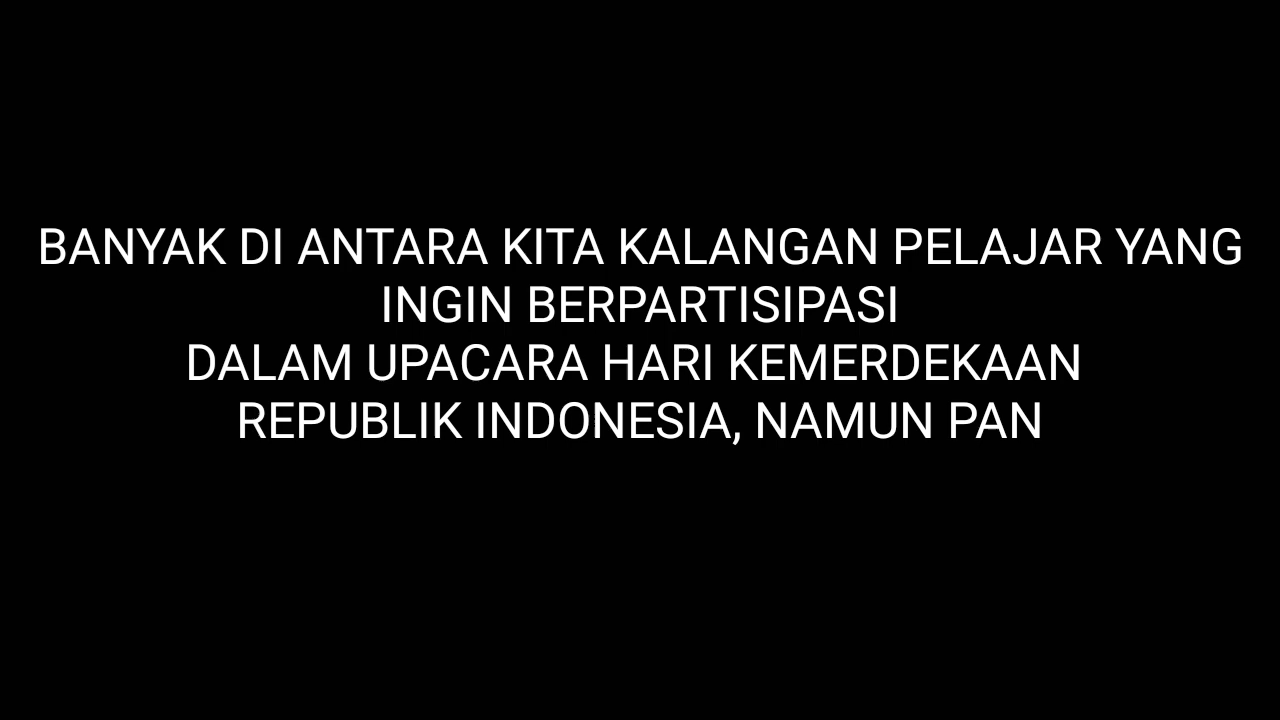 BANYAK DI ANTARA KITA KALANGAN PELAJAR YANG
INGIN BERPARTISIPASI
DALAM UPACARA HARI KEMERDEKAAN
REPUBLIK INDONESIA, NAMUN PAN